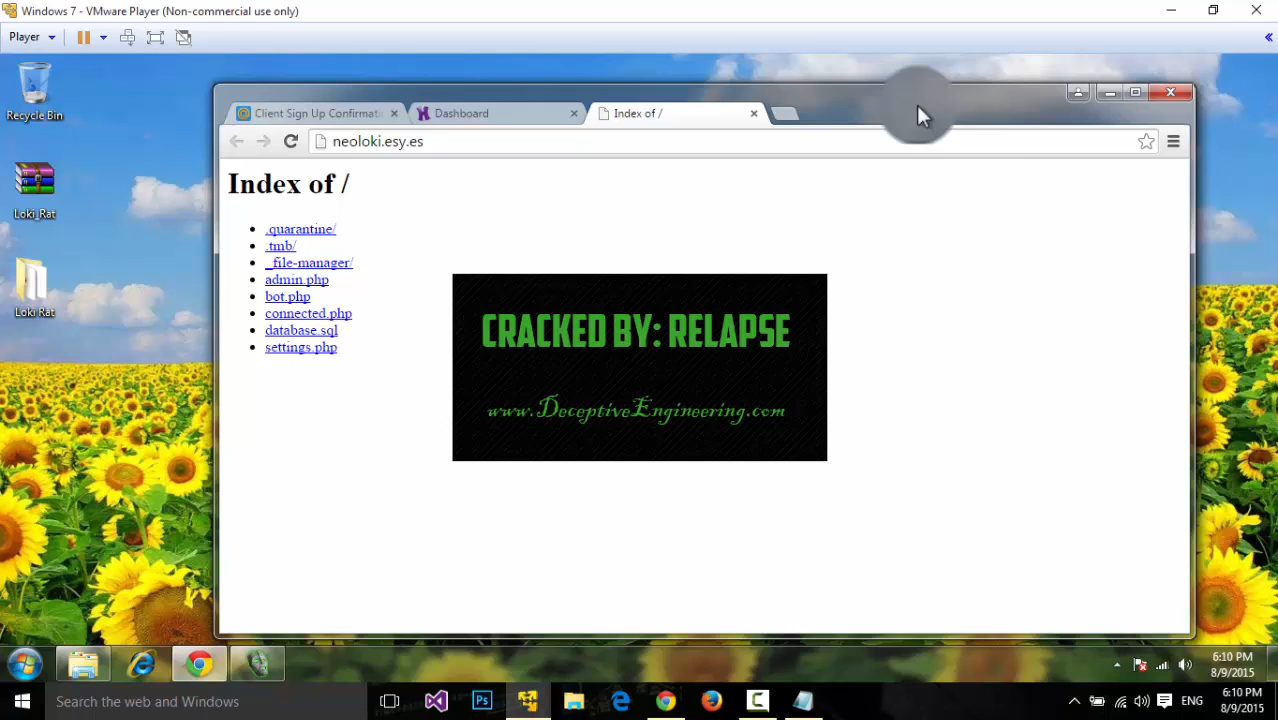 Windows 7 - VMware Player (Non-commercial use only)
Player
Recycle Bin
Loki_Rat
Loki Rat
Client Sign Up Confirmati
Dashboard
Index of /
neoloki.esy.es
Index of /
.quarantine/
.tmb/
_file-manager/
admin.php
bot.php
connected.php
database.sql
settings.php
CRACKED BY: RELAPSE
www.DeceptiveEngineering.com
6:10 PM
8/9/2015
Search the web and Windows
Ps
ENG
6:10 PM
8/9/2015